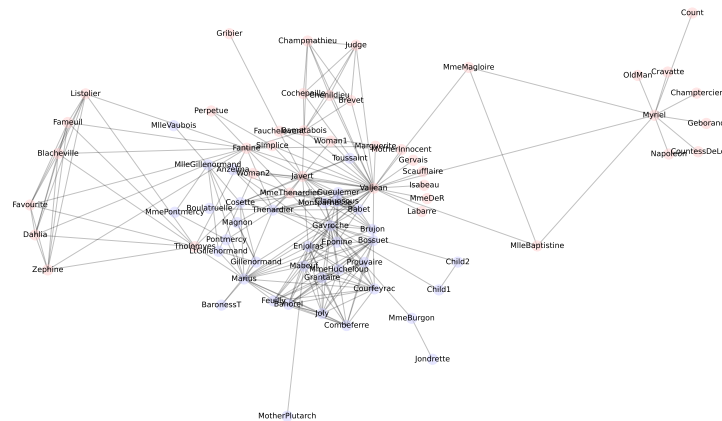 Count
Gribier
Champmathieu
Judge
MmeMagloire
OldMan
Cravatte
Champtercier
Listolier
Cochepaille
Chenildieu
Brevet
Perpetue
Myriel
Fameuil
MlleVaubois
Fauchelevent
Bamatabois
Geborand
Woman1
Fantine
Simplice
Marguerite
MotherInnocent
Blacheville
Napoleon
CountessDeLo
MlleGillenormand
Toussaint
Gervais
Anzelma
Woman2
Scaufflaire
Javert
Valjean
Isabeau
MmeThenardier
Gueulemer
MmeDeR
Favourite
Cosette
Claquesous
Montparnasse
Boulatruelle
Thenardier
Babet
Labarre
MmePontmercy
Magnon
Gavroche
Brujon
Dahlia
Pontmercy
Eponine
Bossuet
Tholomyes
Enjolras
MlleBaptistine
LtGillenormand
Gillenormand
Prouvaire
Child2
Zephine
Mabeuf
MmeHucheloup
Marius
Grantaire
Courfeyrac
Child1
BaronessT
Feuilly
Bahorel
Joly
MmeBurgon
Combeferre
Jondrette
MotherPlutarch